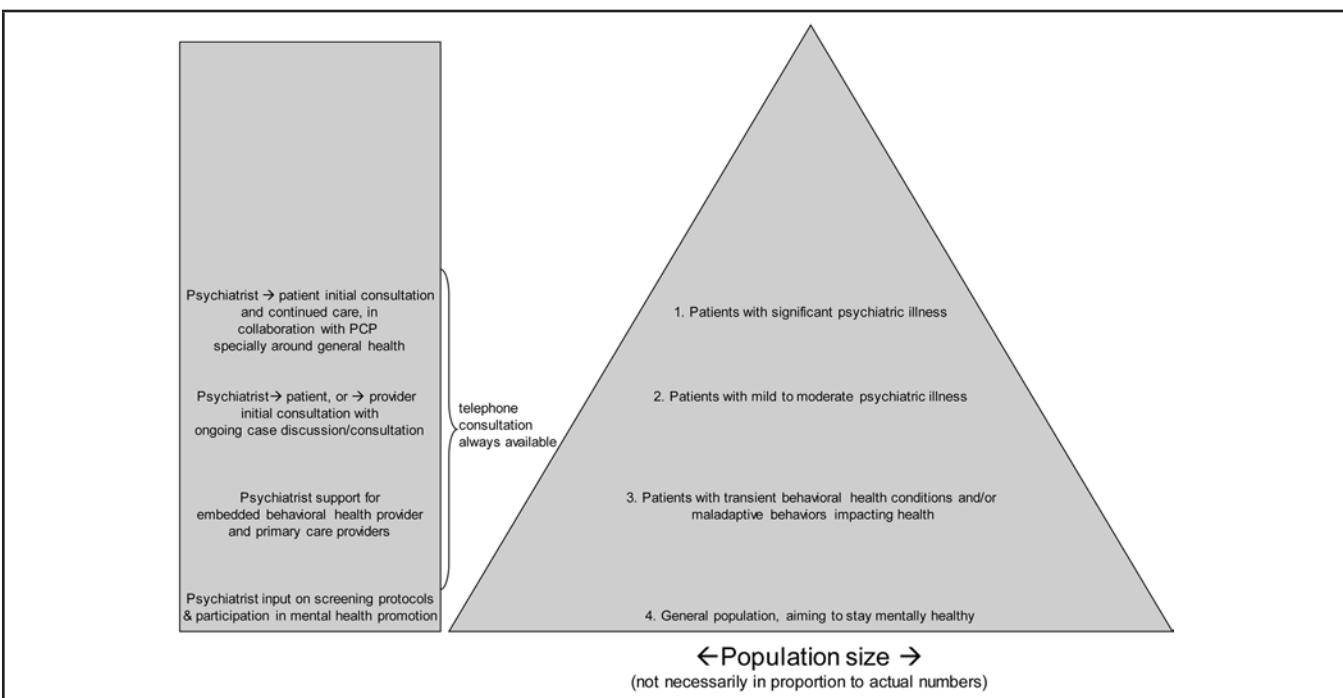 Psychiatrist → patient initial consultation
and continued care, in
collaboration with PCP
specially around general health
Psychiatrist→ patient, or → provider
initial consultation with
ongoing case discussion/consultation
Psychiatrist support for
embedded behavioral health provider
and primary care providers
Psychiatrist input on screening protocols
& participation in mental health promotion
telephone
consultation
always available
1. Patients with significant psychiatric illness
2. Patients with mild to moderate psychiatric illness
3. Patients with transient behavioral health conditions and/or
maladaptive behaviors impacting health
4. General population, aiming to stay mentally healthy
←Population size →
(not necessarily in proportion to actual numbers)